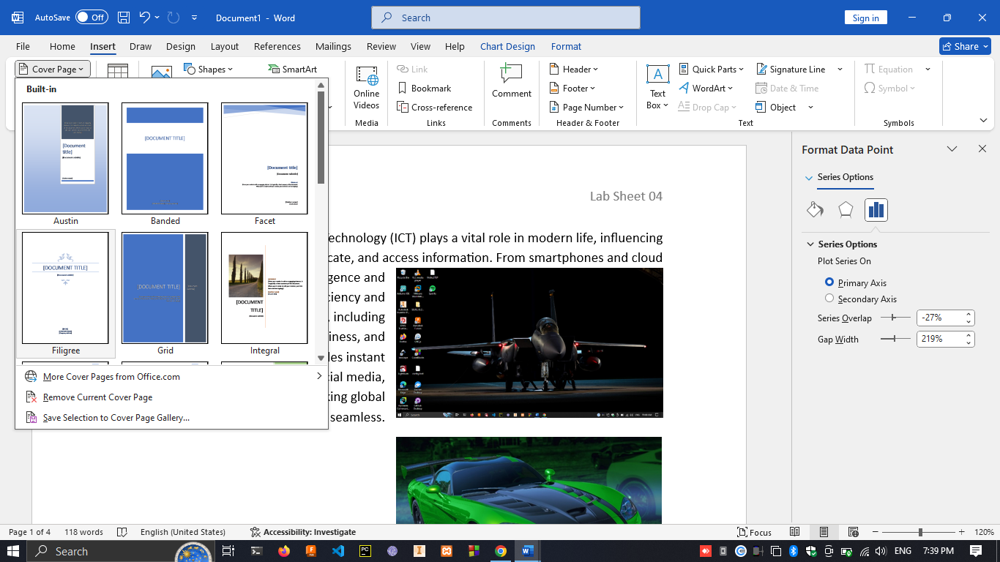 AutoSave Off Document1 - Word Search Sign in
File Home Insert Draw Design Layout References Mailings Review View Help Chart Design Format Share
Cover Page Shapes SmartArt
Online Videos
Media
Link
Bookmark
Cross-reference
Links
Comment
Comments
Header
Footer
Page Number
Header & Footer
Text Box
Quick Parts
WordArt
Drop Cap
Signature Line
Date & Time
Object
Text
Equation
Symbol
Symbols
Built-in
[Document title]
[DOCUMENT TITLE]
[Document title]
Austin Banded Facet
[DOCUMENT TITLE]
[DOCUMENT TITLE]
[DOCUMENT TITLE]
Filigree Grid Integral
More Cover Pages from Office.com
Remove Current Cover Page
Save Selection to Cover Page Gallery...
Lab Sheet 04
Technology (ICT) plays a vital role in modern life, influencing
cate, and access information. From smartphones and cloud
gence and
ciency and
, including
iness, and
les instant
cial media,
king global
seamless.
Format Data Point
Series Options
Series Options
Plot Series On
Primary Axis
Secondary Axis
Series Overlap -27%
Gap Width 219%
Page 1 of 4 118 words English (United States) Accessibility: Investigate Focus 120%
Search ENG 7:39 PM